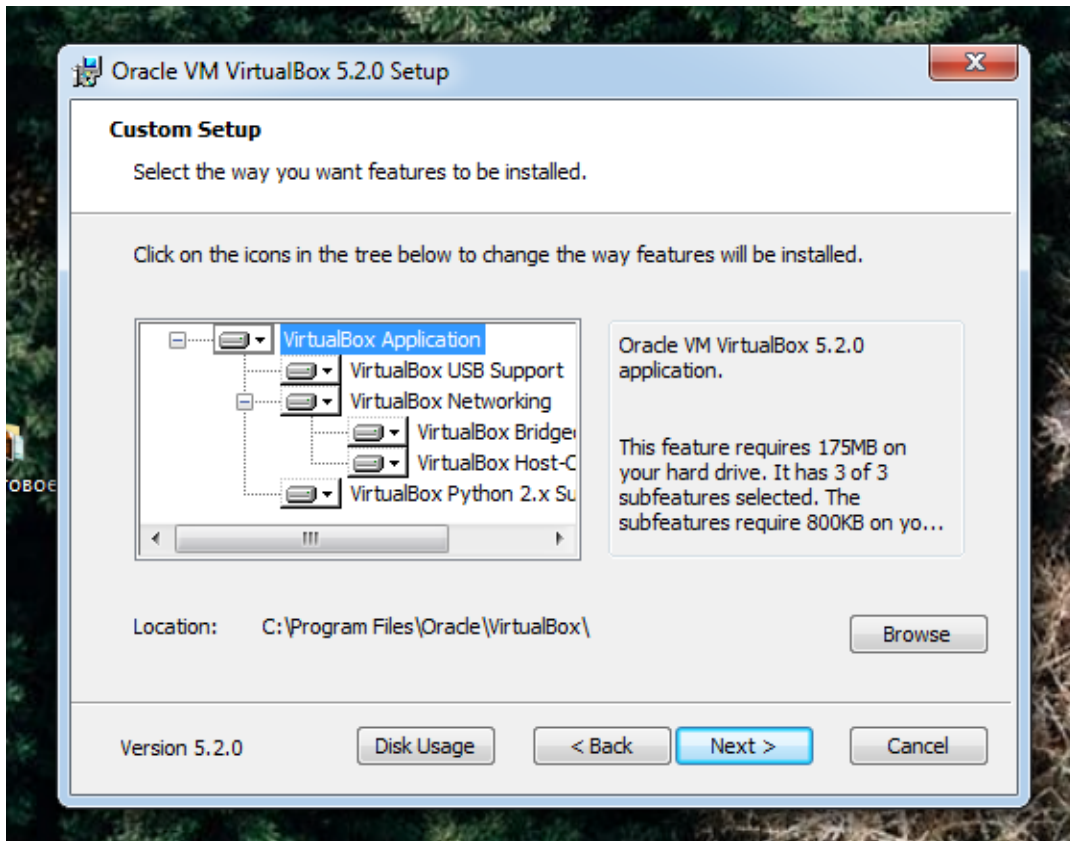 Oracle VM VirtualBox 5.2.0 Setup
Custom Setup
Select the way you want features to be installed.
Click on the icons in the tree below to change the way features will be installed.
VirtualBox Application
VirtualBox USB Support
VirtualBox Networking
VirtualBox Bridge
VirtualBox Host-C
VirtualBox Python 2.x Su
Oracle VM VirtualBox 5.2.0
application.
This feature requires 175MB on
your hard drive. It has 3 of 3
subfeatures selected. The
subfeatures require 800KB on yo...
овое
Location: C:\Program Files\Oracle\VirtualBox\
Browse
Version 5.2.0
Disk Usage
< Back
Next >
Cancel